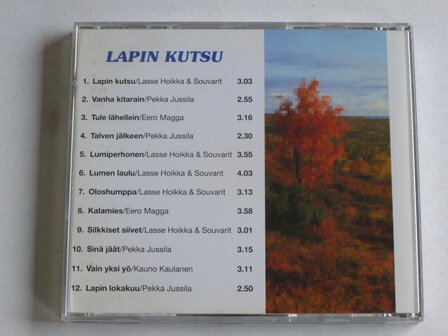 LAPIN KUTSU
1. Lapin kutsu/Lasse Hoikka & Souvarit 3.03
2. Vanha kitarain/Pekka Jussila 2.55
3. Tule lähellein/Eero Magga 3.16
4. Talven jälkeen/Pekka Jussila 2.30
5. Lumiperhonen/Lasse Hoikka & Souvarit 3.55
6. Lumen laulu/Lasse Hoikka & Souvarit 4.03
7. Oloshumppa/Lasse Hoikka & Souvarit 3.13
8. Kalamies/Eero Magga 3.58
9. Silkkiset siivet/Lasse Hoikka & Souvarit 3.01
10. Sinä jäät/Pekka Jussila 3.15
11. Vain yksi yö/Kauno Kaulanen 3.11
12. Lapin lokakuu/Pekka Jussila 2.50